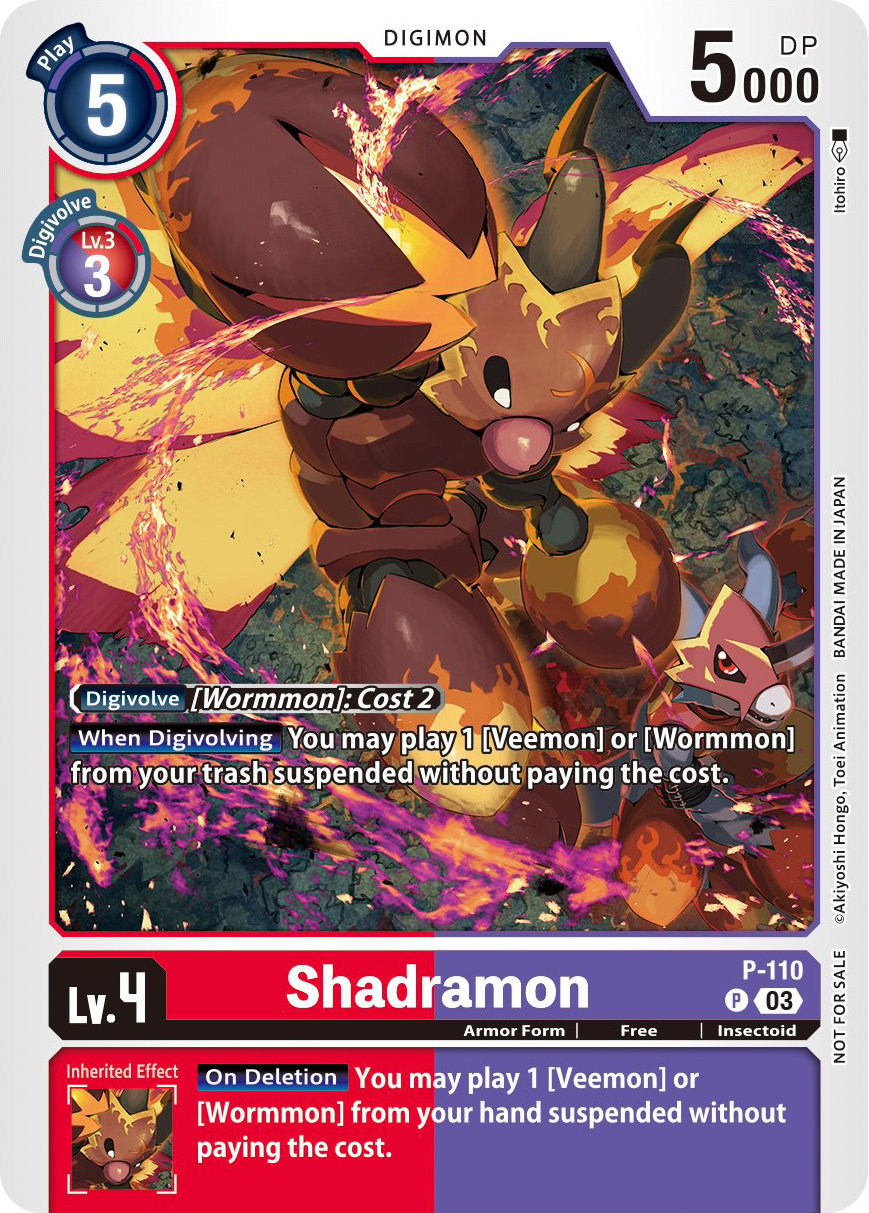 DIGIMON
Play
5
DP
5000
Digivolve
Lv.3
3
Itohiro
BANDAI MADE IN JAPAN
©Akiyoshi Hongo, Toei Animation
NOT FOR SALE
Digivolve [Wormmon]: Cost 2
When Digivolving You may play 1 [Veemon] or [Wormmon]
from your trash suspended without paying the cost.
Lv.4
Shadramon
P-110
P 03
Armor Form | Free | Insectoid
Inherited Effect
On Deletion You may play 1 [Veemon] or
[Wormmon] from your hand suspended without
paying the cost.